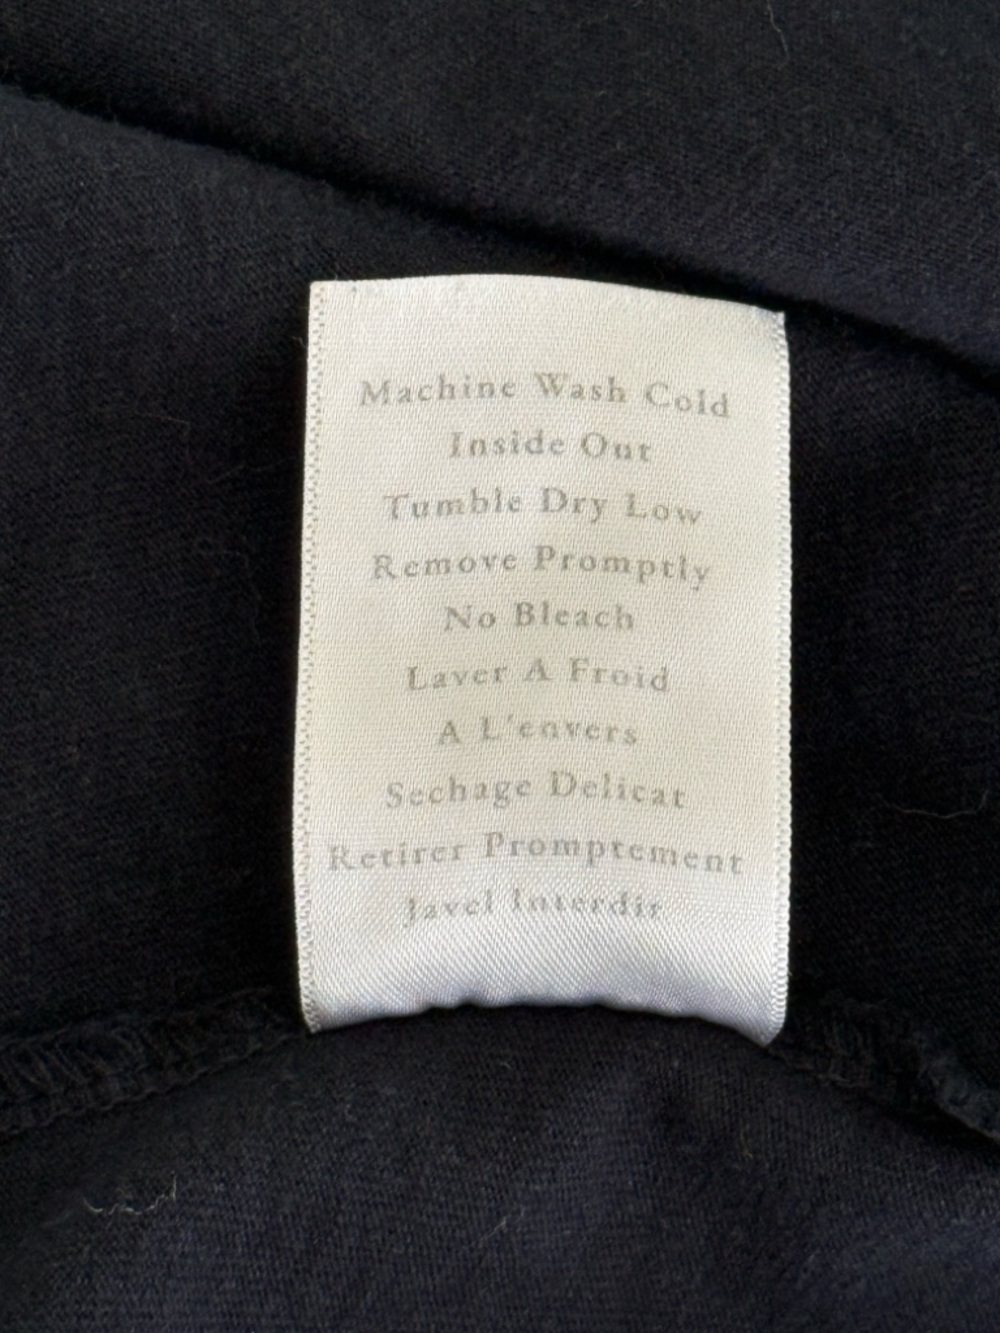 Machine Wash Cold
Inside Out
Tumble Dry Low
Remove Promptly
No Bleach
Laver A Froid
A L'envers
Sechage Delicat
Retirer Promptement
Javel Interdit